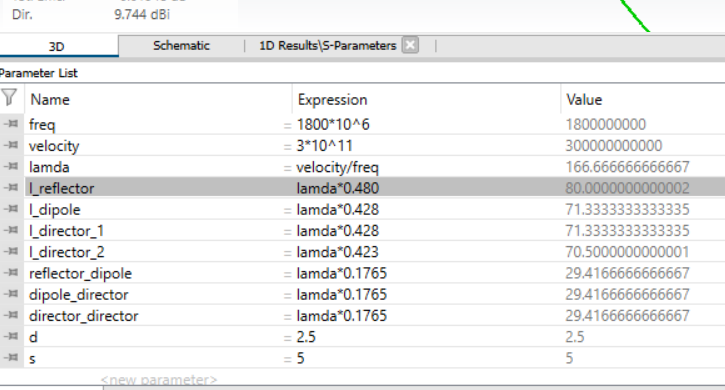 Dir. 9.744 dBi
3D Schematic 1D Results\S-Parameters
Parameter List
Name Expression Value
freq = 1800*10^6 1800000000
velocity = 3*10^11 300000000000
lamda = velocity/freq 166.666666666667
l_reflector = lamda*0.480 80.0000000000002
l_dipole = lamda*0.428 71.3333333333335
l_director_1 = lamda*0.428 71.3333333333335
l_director_2 = lamda*0.423 70.5000000000001
reflector_dipole = lamda*0.1765 29.4166666666667
dipole_director = lamda*0.1765 29.4166666666667
director_director = lamda*0.1765 29.4166666666667
d = 2.5 2.5
s = 5 5
<new parameter>